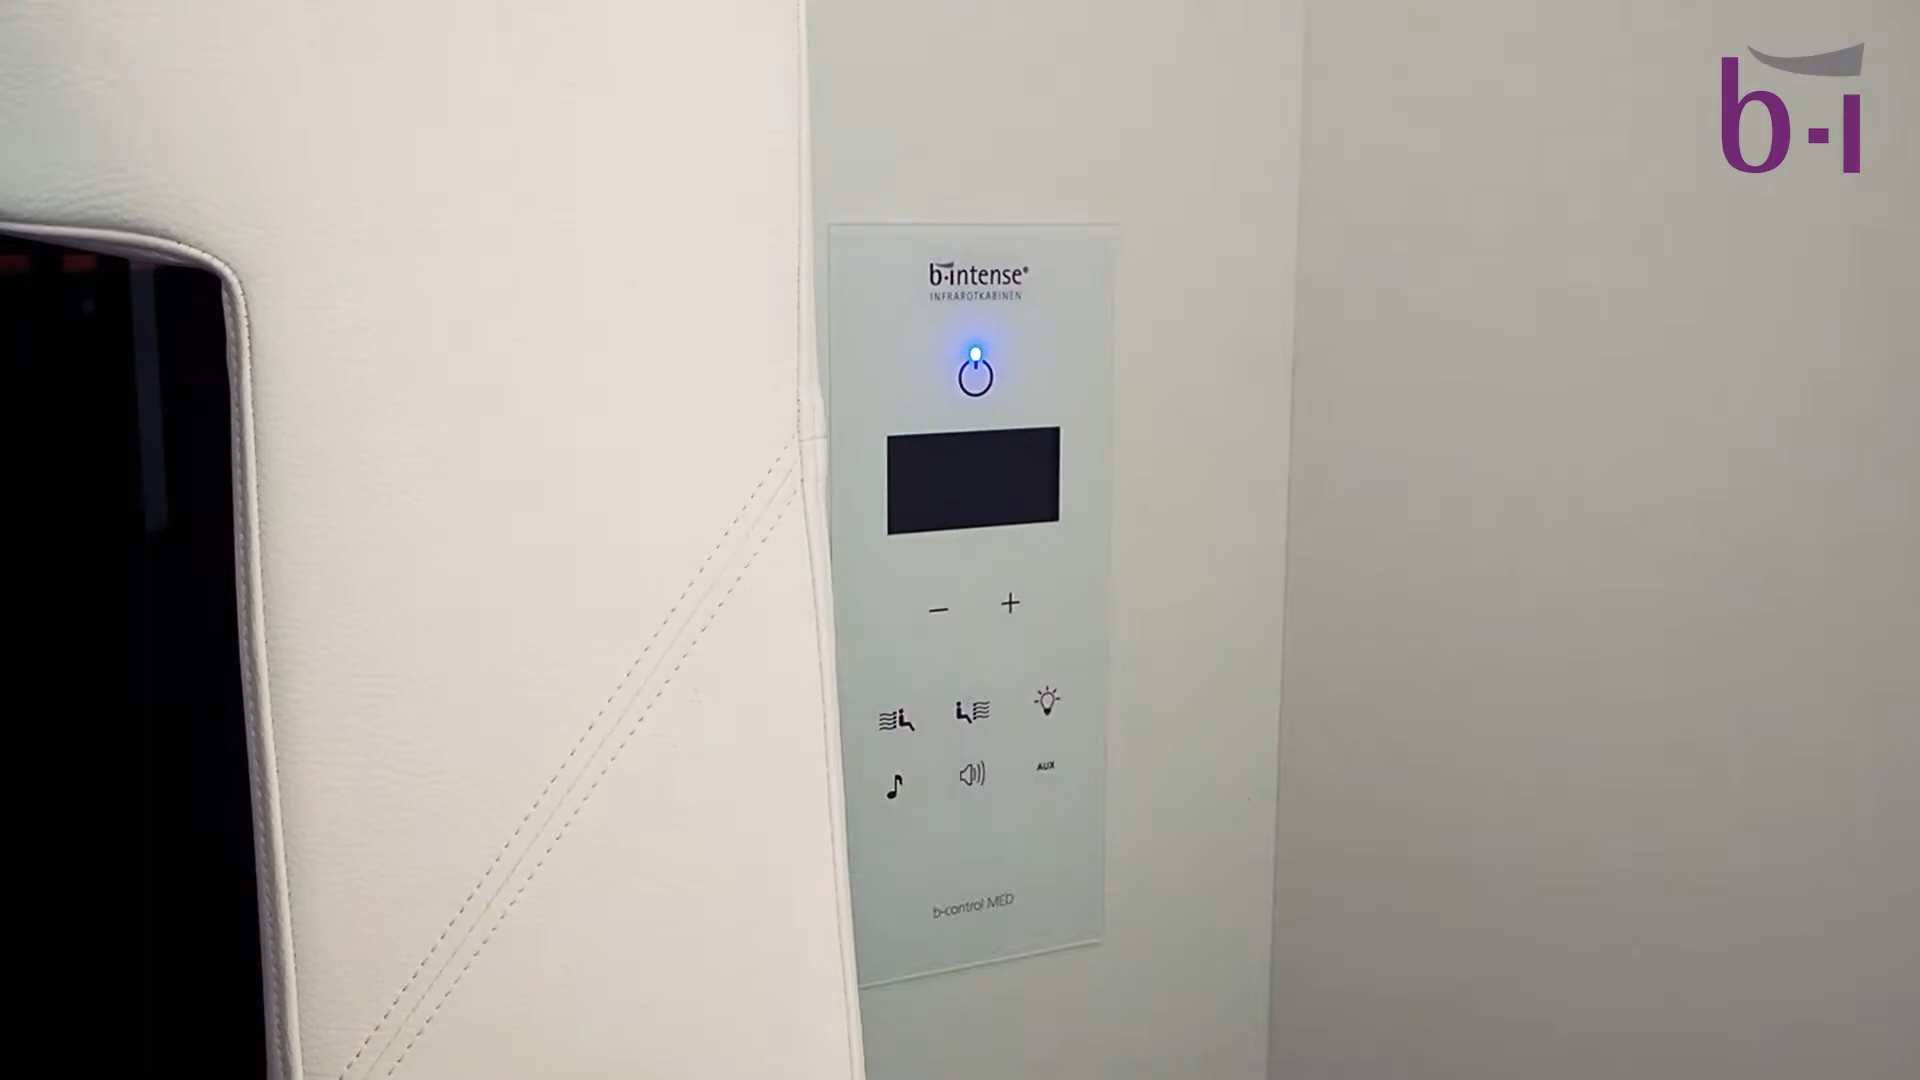 b-i
b-intense®
INFRAROTKABINEN
− +
AUX
b-control MED